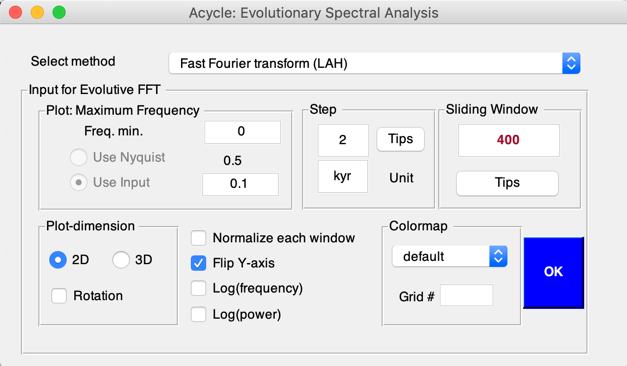 Acycle: Evolutionary Spectral Analysis
Select method
Fast Fourier transform (LAH)
Input for Evolutive FFT
Plot: Maximum Frequency
Freq. min.
0
Use Nyquist
0.5
Use Input
0.1
Step
2
Tips
kyr
Unit
Sliding Window
400
Tips
Plot-dimension
2D
3D
Rotation
Normalize each window
Flip Y-axis
Log(frequency)
Log(power)
Colormap
default
Grid #
OK